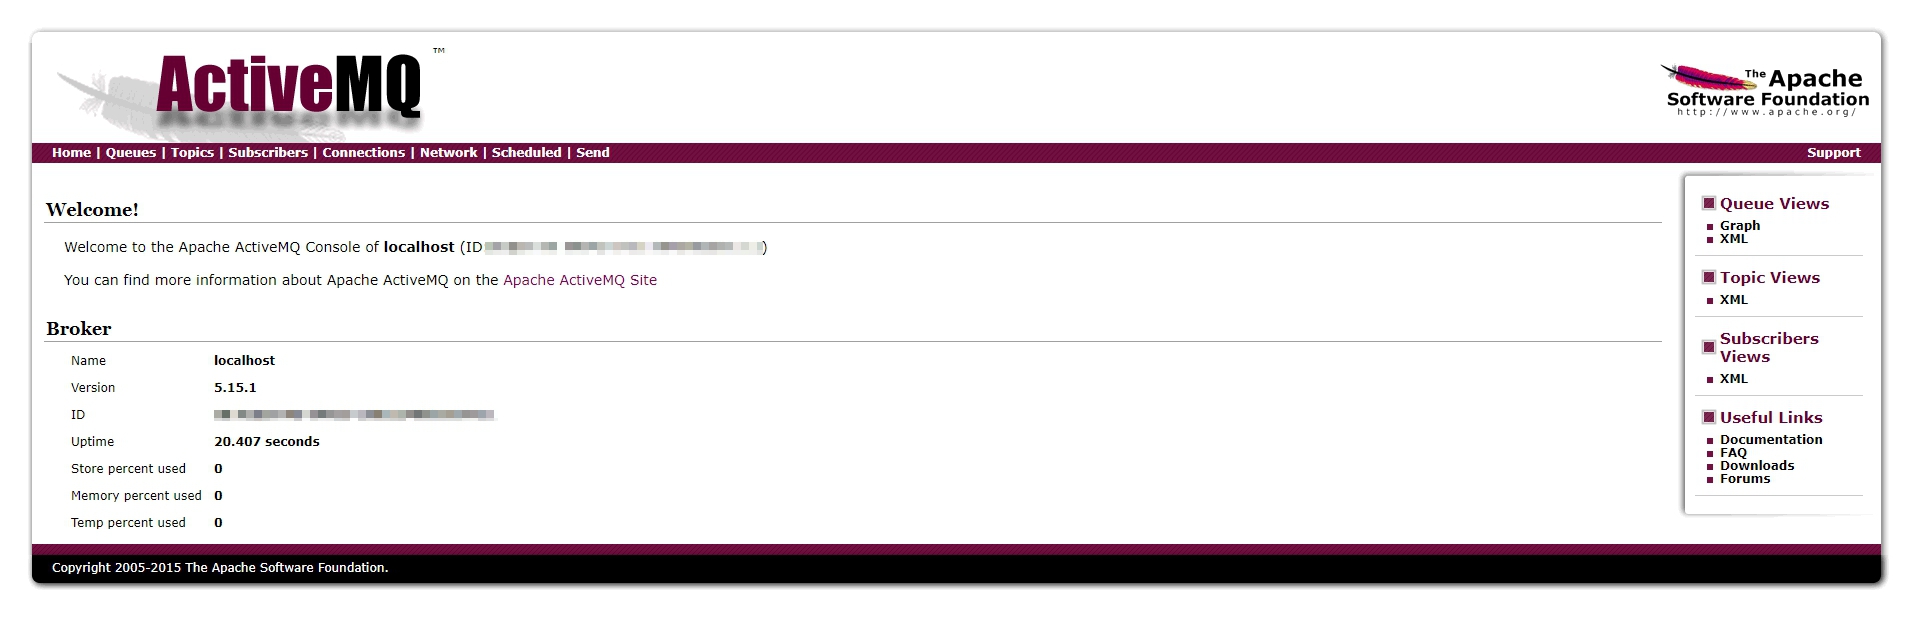 ActiveMQ ™
The Apache
Software Foundation
http://www.apache.org/
Home | Queues | Topics | Subscribers | Connections | Network | Scheduled | Send
Support
Welcome!
Welcome to the Apache ActiveMQ Console of localhost (ID )
You can find more information about Apache ActiveMQ on the Apache ActiveMQ Site
Broker
Name localhost
Version 5.15.1
ID
Uptime 20.407 seconds
Store percent used 0
Memory percent used 0
Temp percent used 0
Queue Views
Graph
XML
Topic Views
XML
Subscribers
Views
XML
Useful Links
Documentation
FAQ
Downloads
Forums
Copyright 2005-2015 The Apache Software Foundation.